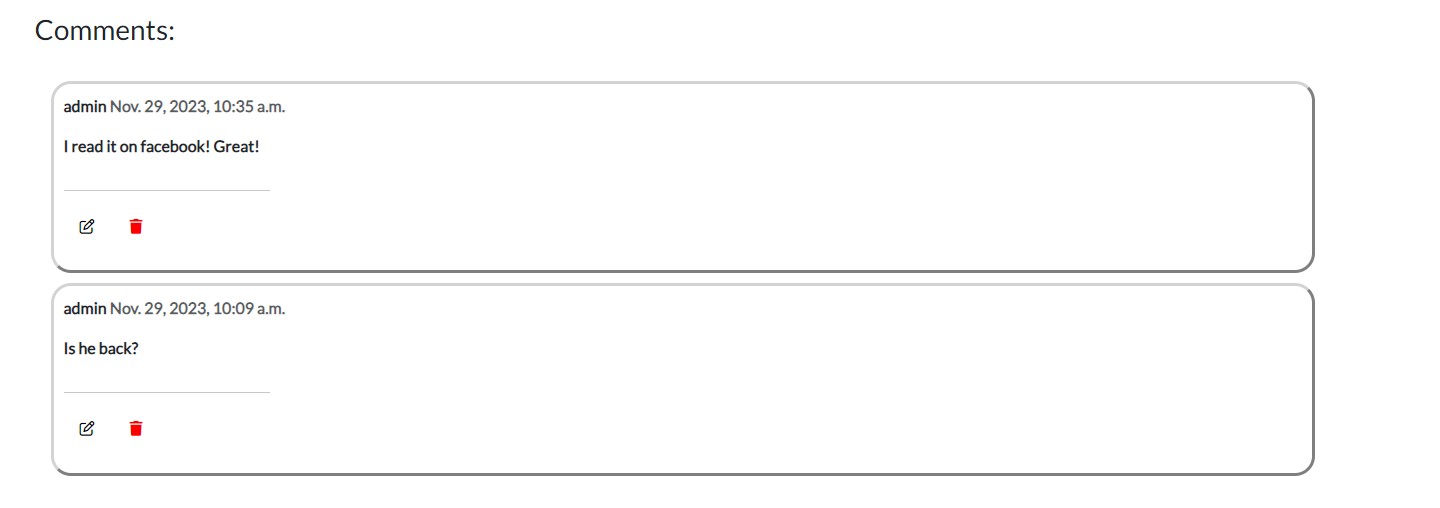 Comments:
admin Nov. 29, 2023, 10:35 a.m.
I read it on facebook! Great!
admin Nov. 29, 2023, 10:09 a.m.
Is he back?